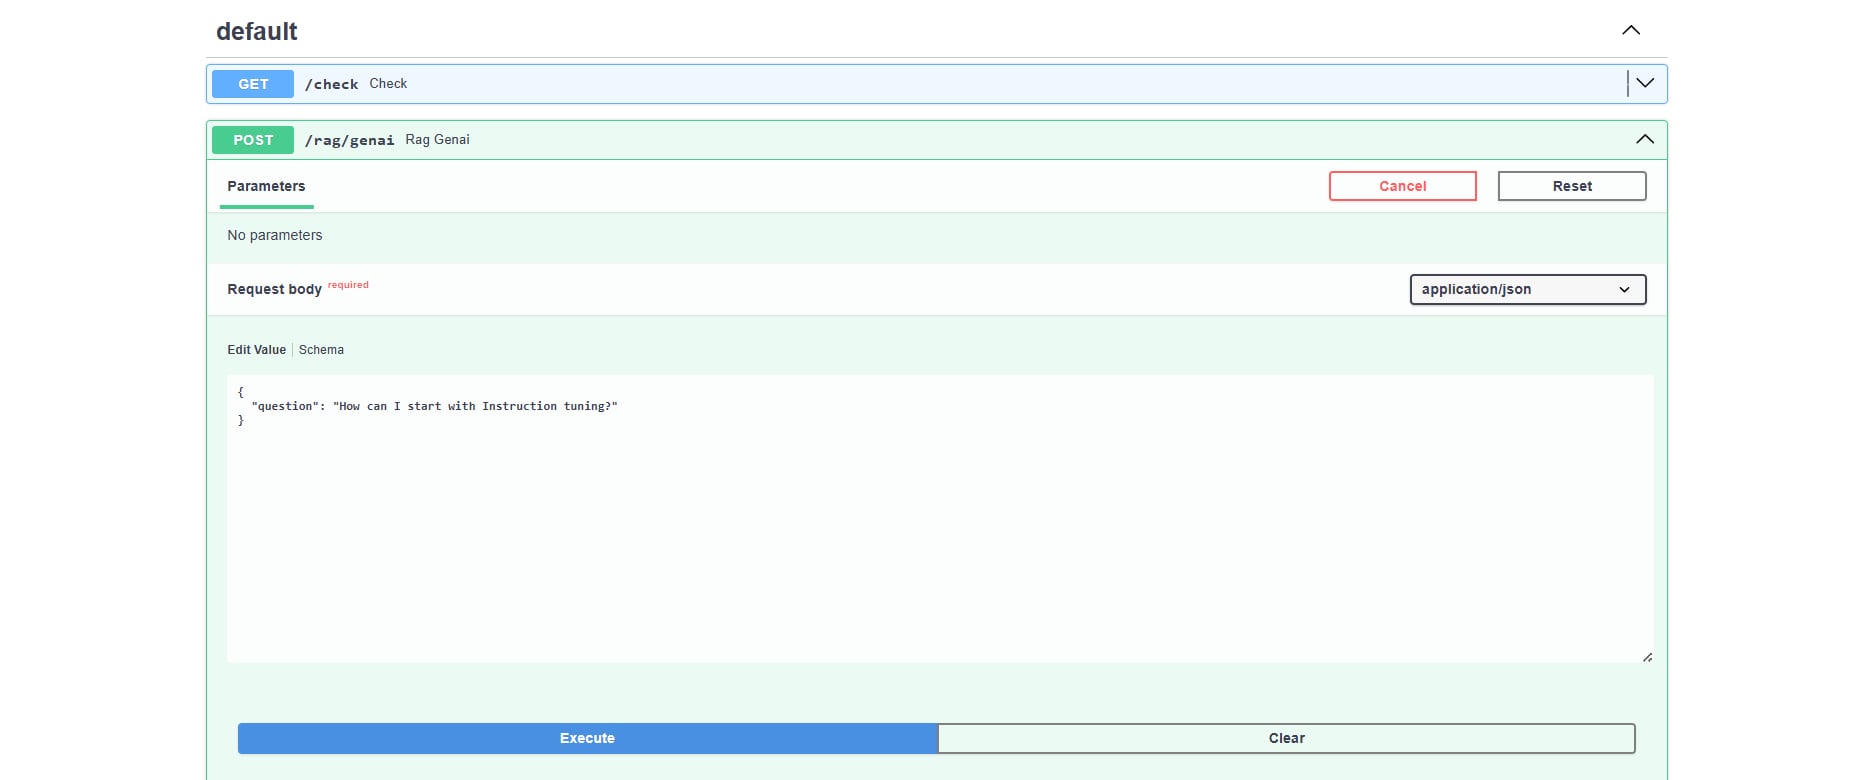 default
GET /check Check
POST /rag/genai Rag Genai
Parameters Cancel Reset
No parameters
Request body required application/json
Edit Value Schema
{
"question": "How can I start with Instruction tuning?"
}
Execute Clear